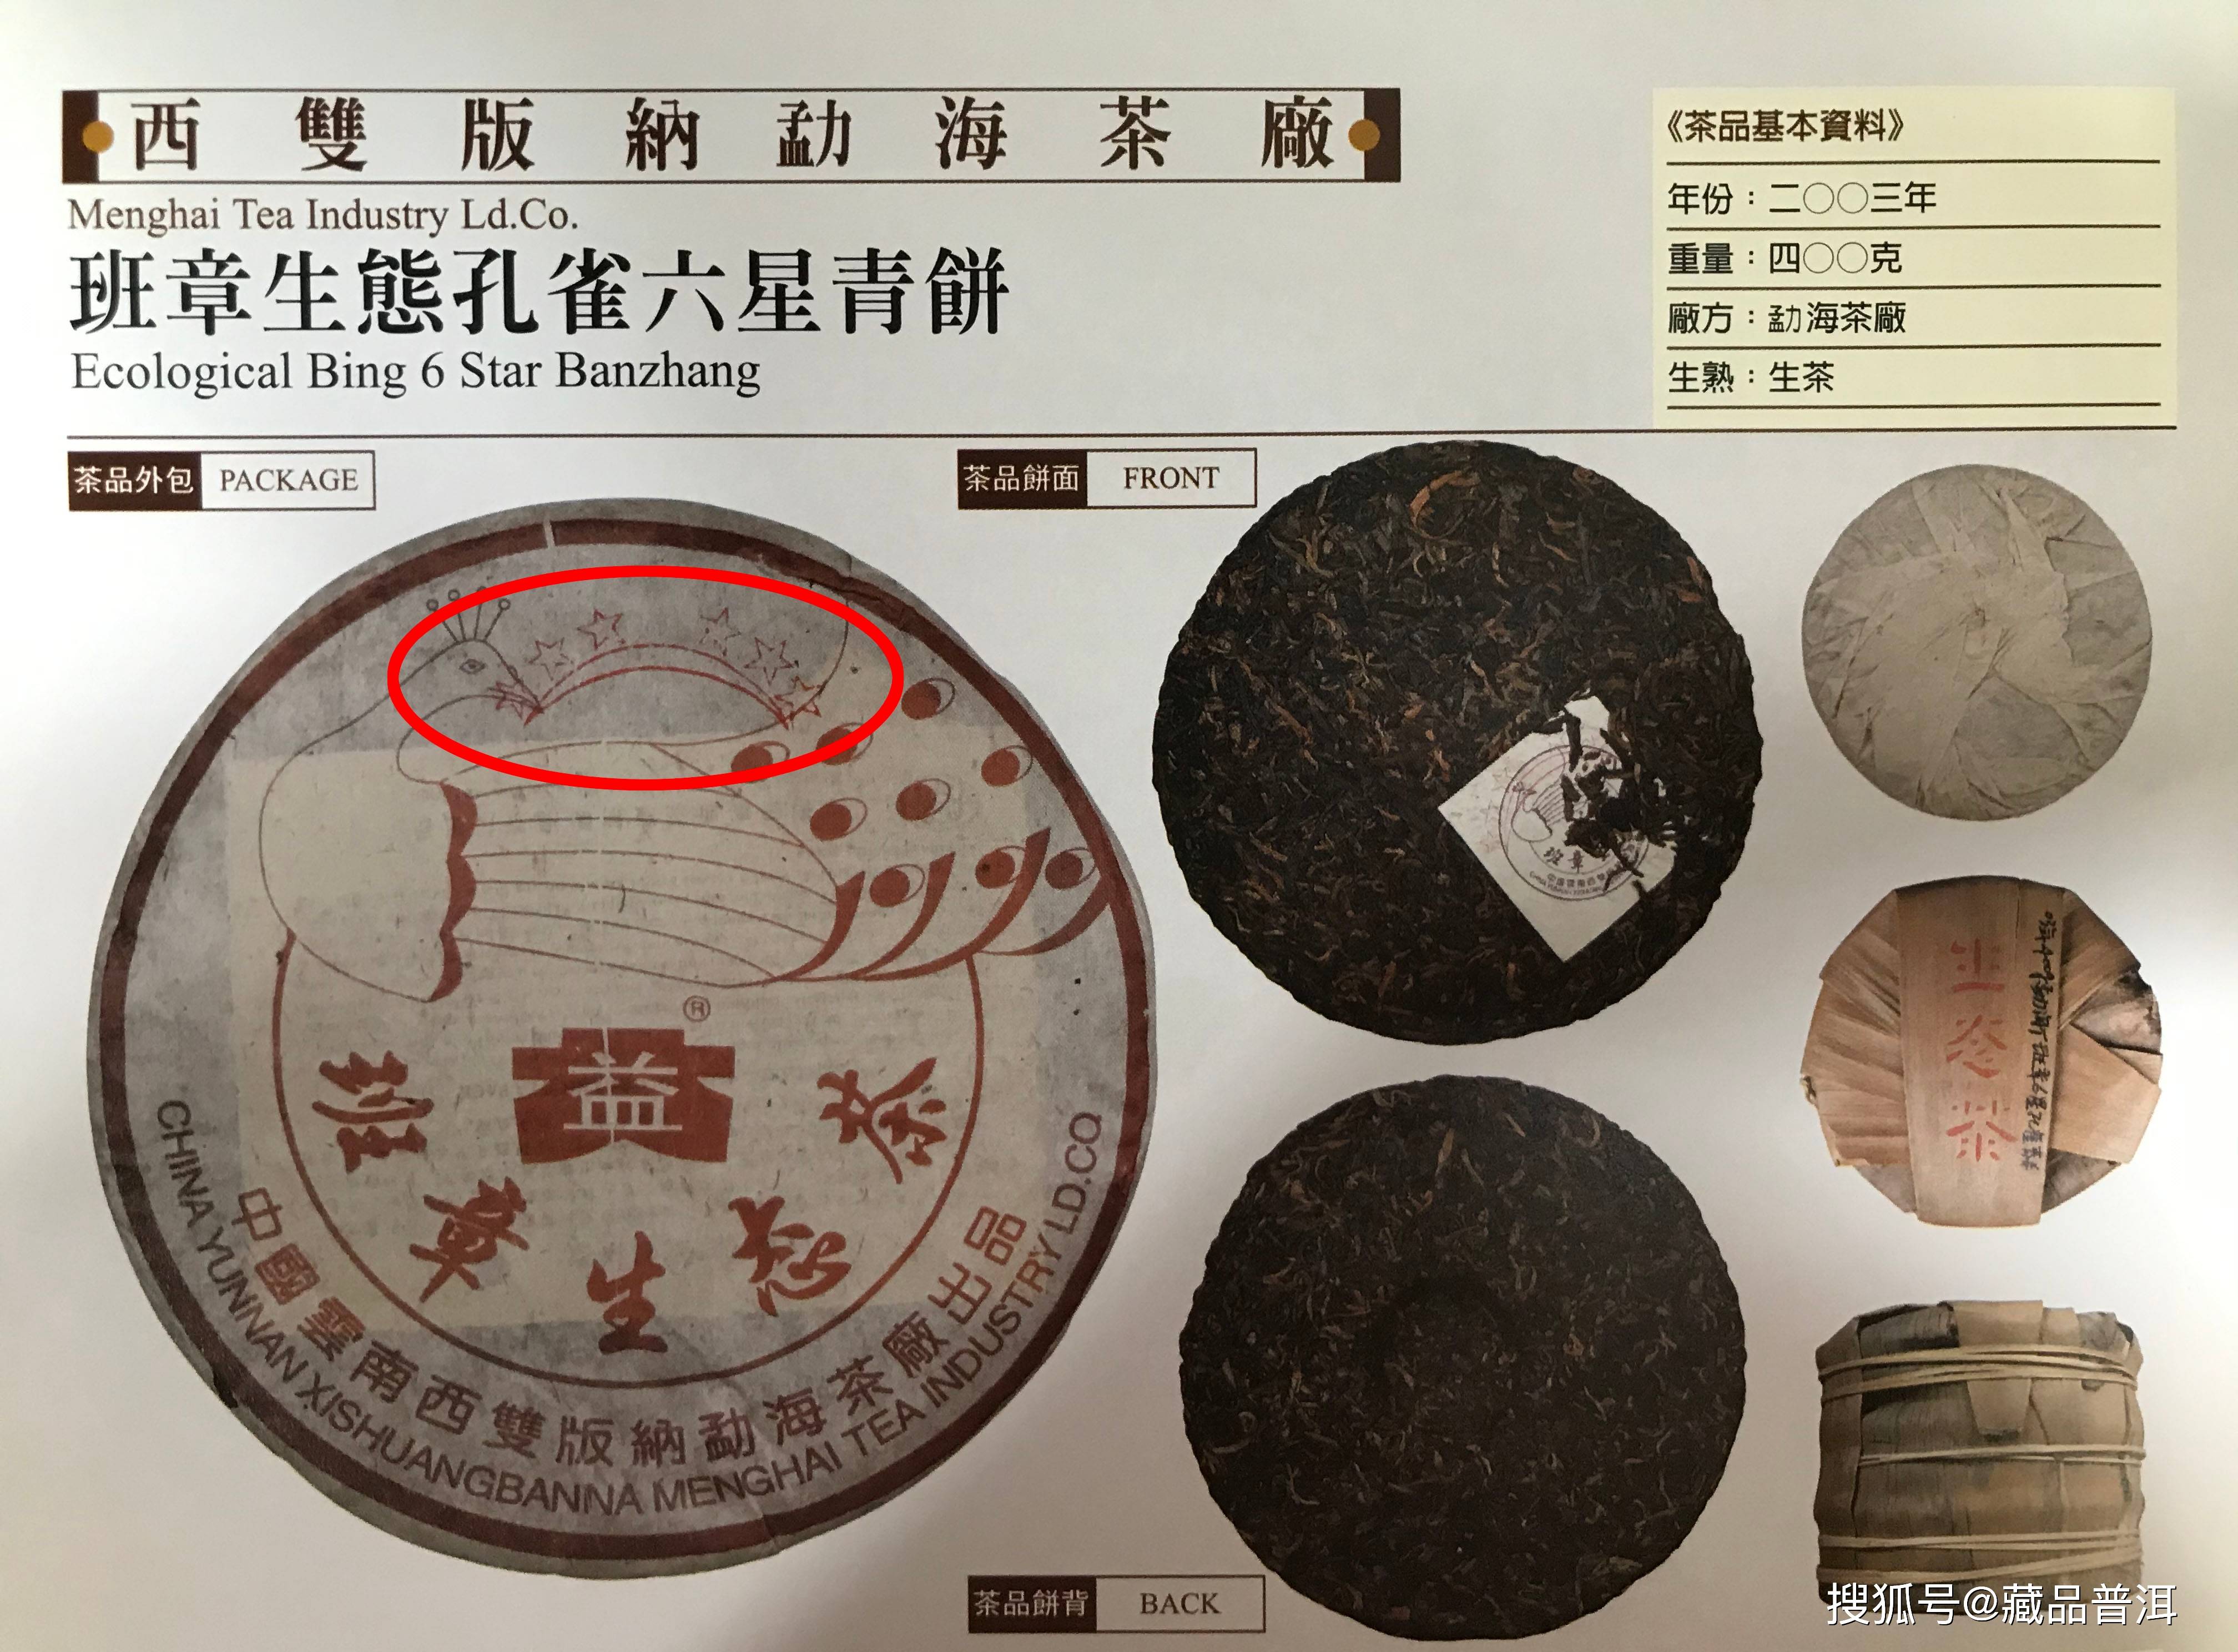 西雙版納勐海茶廠
Menghai Tea Industry Ld.Co.
班章生態孔雀六星青餅
Ecological Bing 6 Star Banzhang
《茶品基本資料》
年份：二〇〇三年
重量：四〇〇克
廠方：勐海茶廠
生熟：生茶
茶品外包 PACKAGE
茶品餅面 FRONT
®
益
班章生态茶
中國雲南西雙版納勐海茶廠出品
CHINA YUNNAN XISHUANGBANNA MENGHAI TEA INDUSTRY LD.CO
班章
生态茶
茶品餅背 BACK
搜狐号@藏品普洱